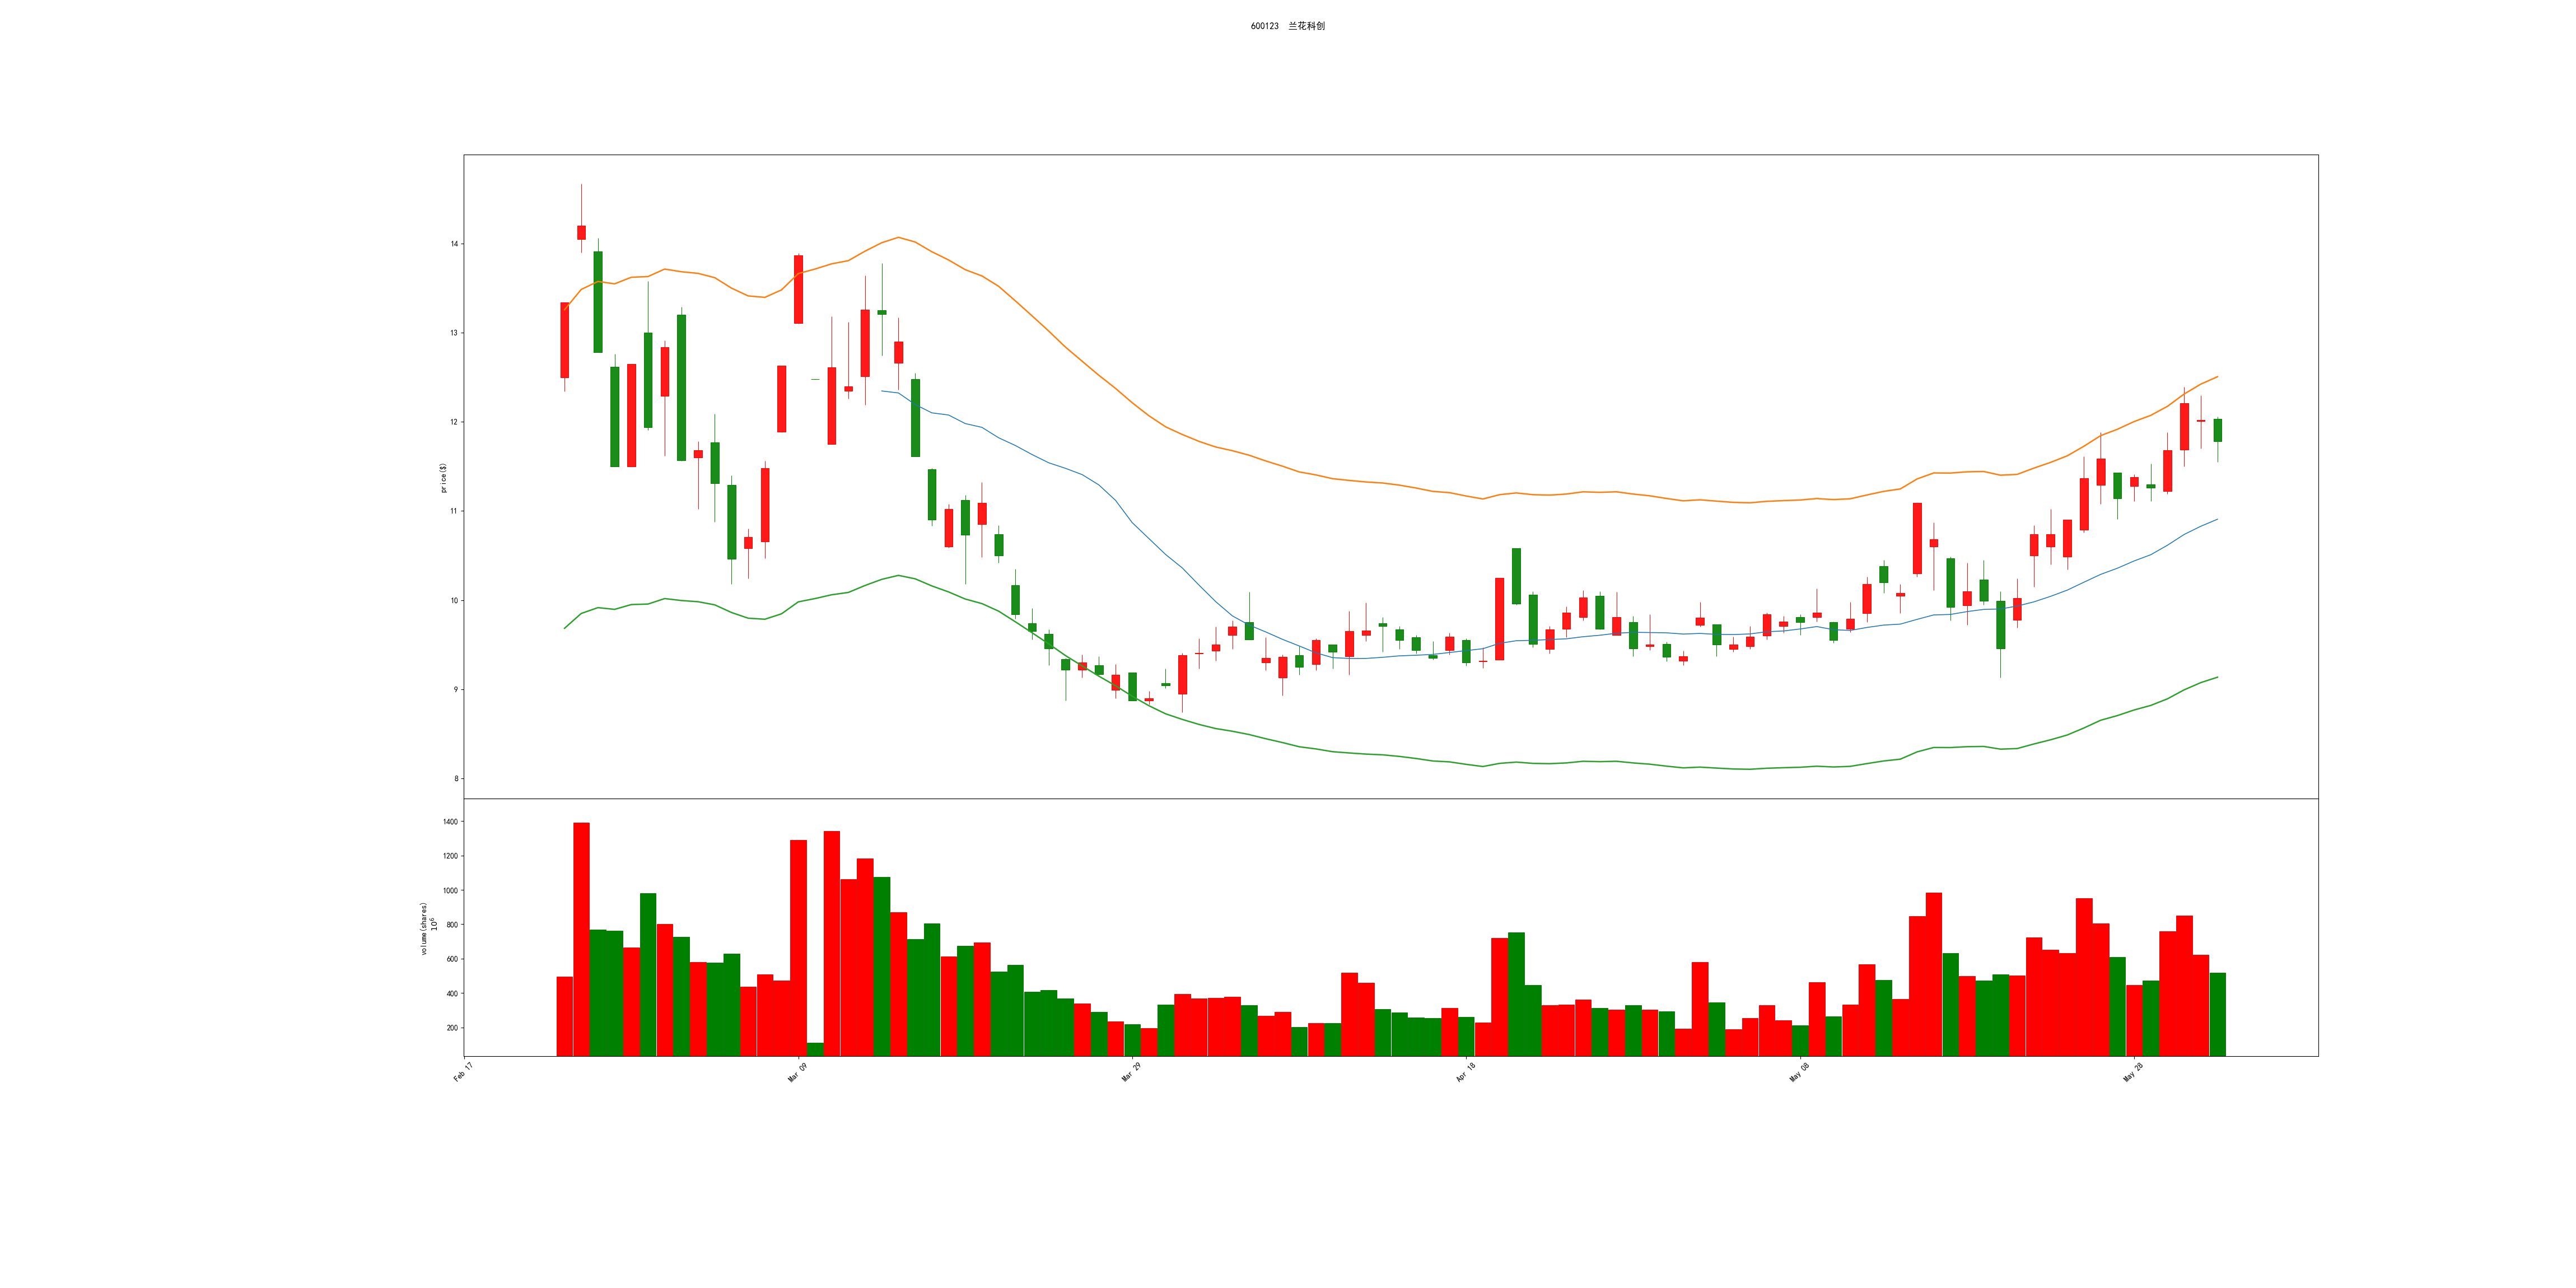 600123 兰花科创
14
13
12
11
10
9
8
price($)
1400
1200
1000
800
600
400
200
volume(shares)
10^6
Feb 17
Mar 09
Mar 29
Apr 18
May 08
May 28